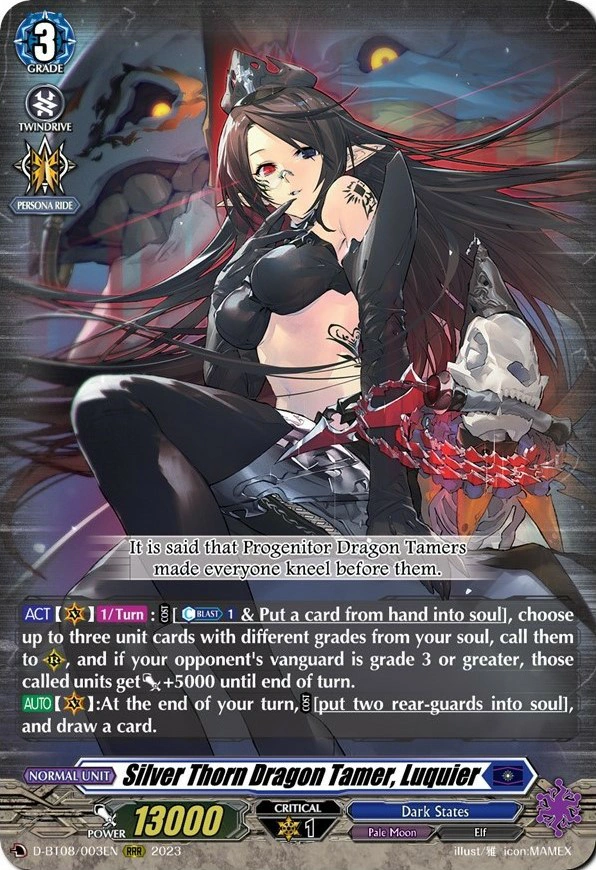 3
GRADE
TWINDRIVE
PERSONA RIDE
It is said that Progenitor Dragon Tamers
made everyone kneel before them.
ACT【V】1/Turn : COST [C BLAST 1 & Put a card from hand into soul], choose
up to three unit cards with different grades from your soul, call them
to R, and if your opponent's vanguard is grade 3 or greater, those
called units get +5000 until end of turn.
AUTO【V】:At the end of your turn, COST [put two rear-guards into soul],
and draw a card.
NORMAL UNIT Silver Thorn Dragon Tamer, Luquier
POWER 13000 CRITICAL 1 Dark States
Pale Moon Elf
D-BT08/003EN RRR 2023 illust/雅 icon:MAMEX